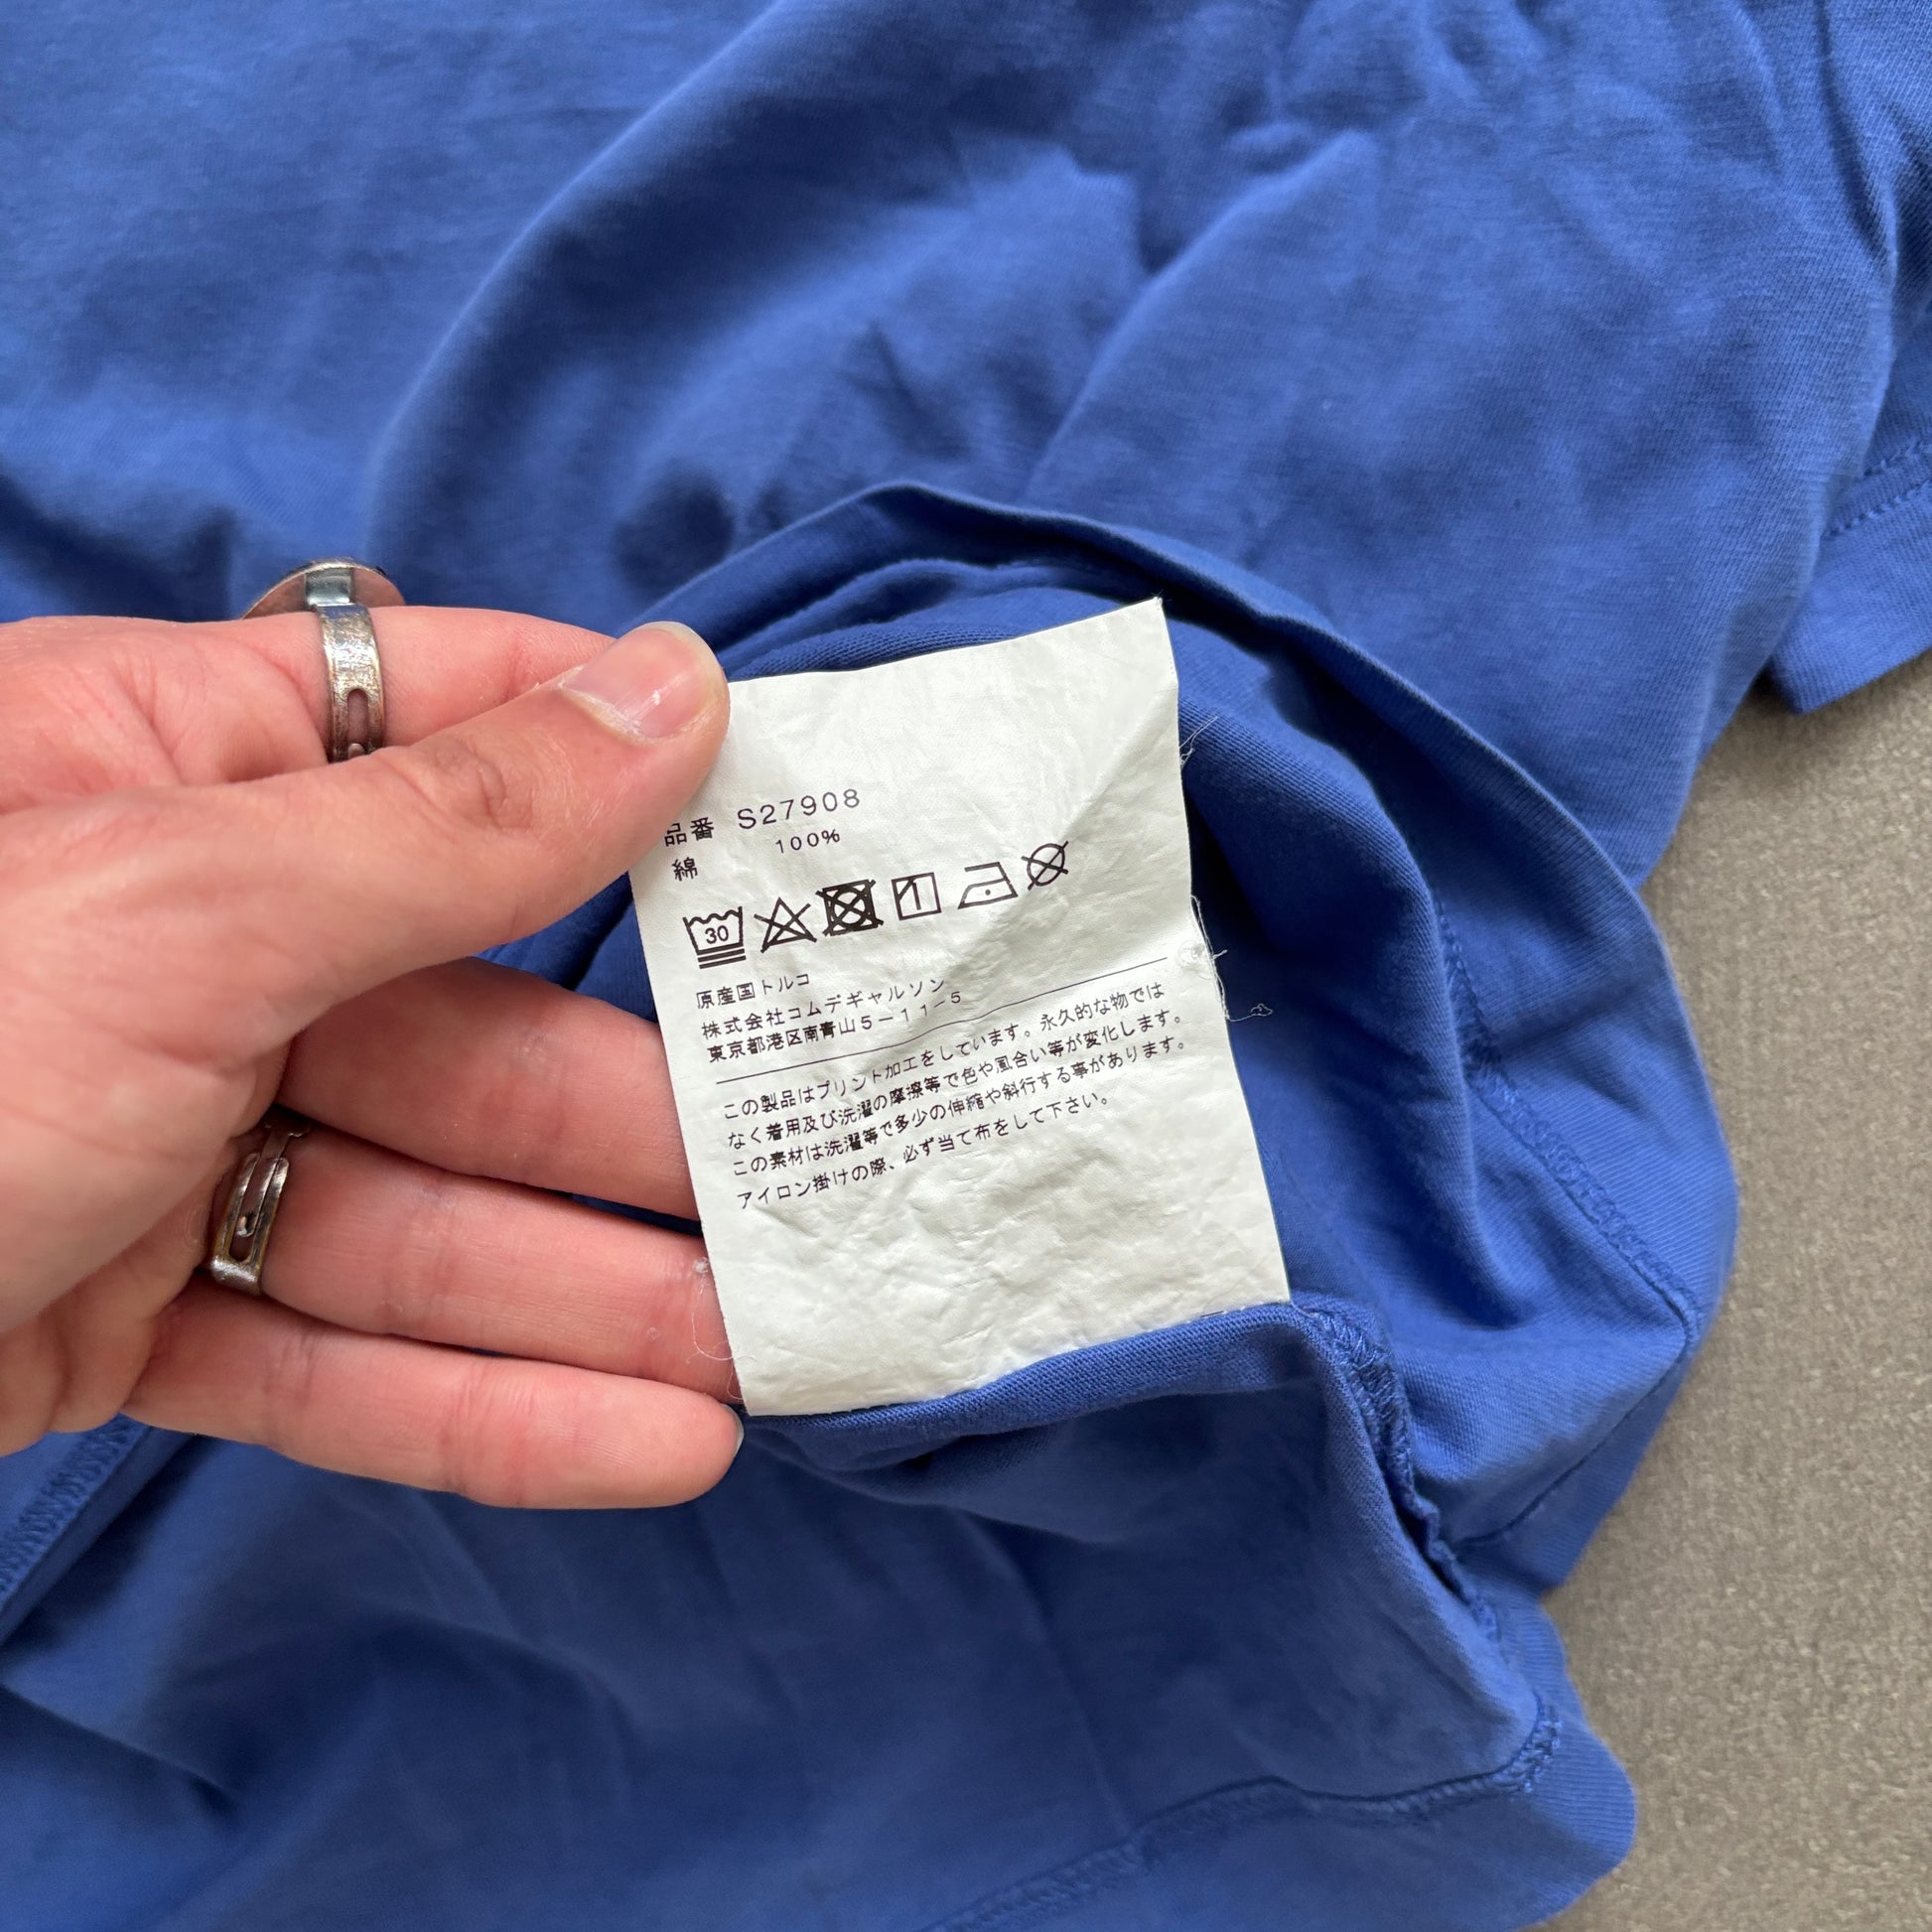 品番 S27908
綿 100%
30
原産国トルコ
株式会社コムデギャルソン
東京都港区南青山5-11-5
この製品はプリント加工をしています。永久的な物では
なく着用及び洗濯の摩擦等で色や風合い等が変化します。
この素材は洗濯等で多少の伸縮や斜行する事があります。
アイロン掛けの際、必ず当て布をして下さい。